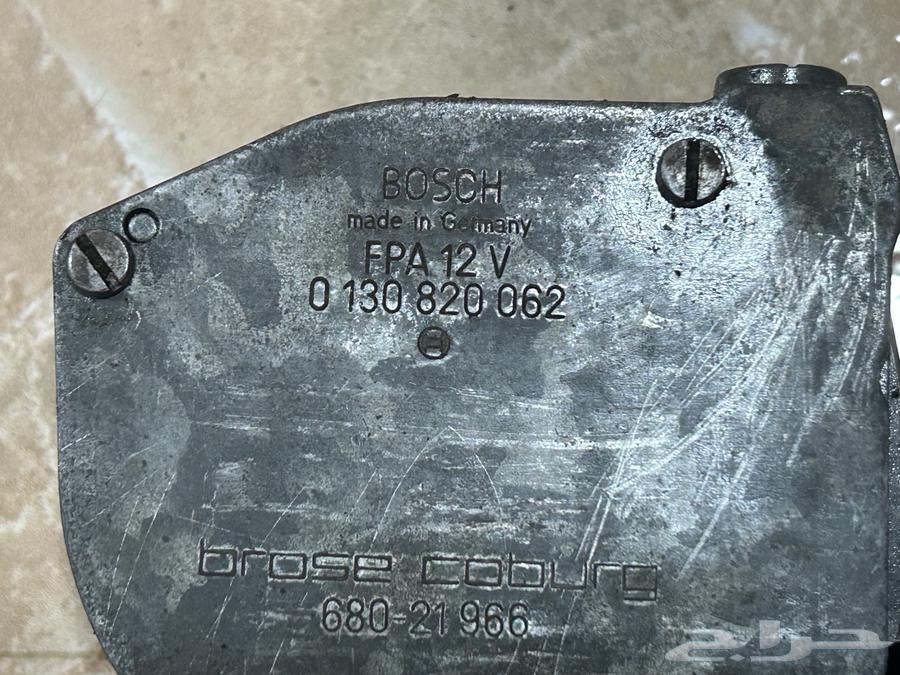 BOSCH
made in Germany
FPA 12 V
0 130 820 062
brose coburg
680-21 966
حراج